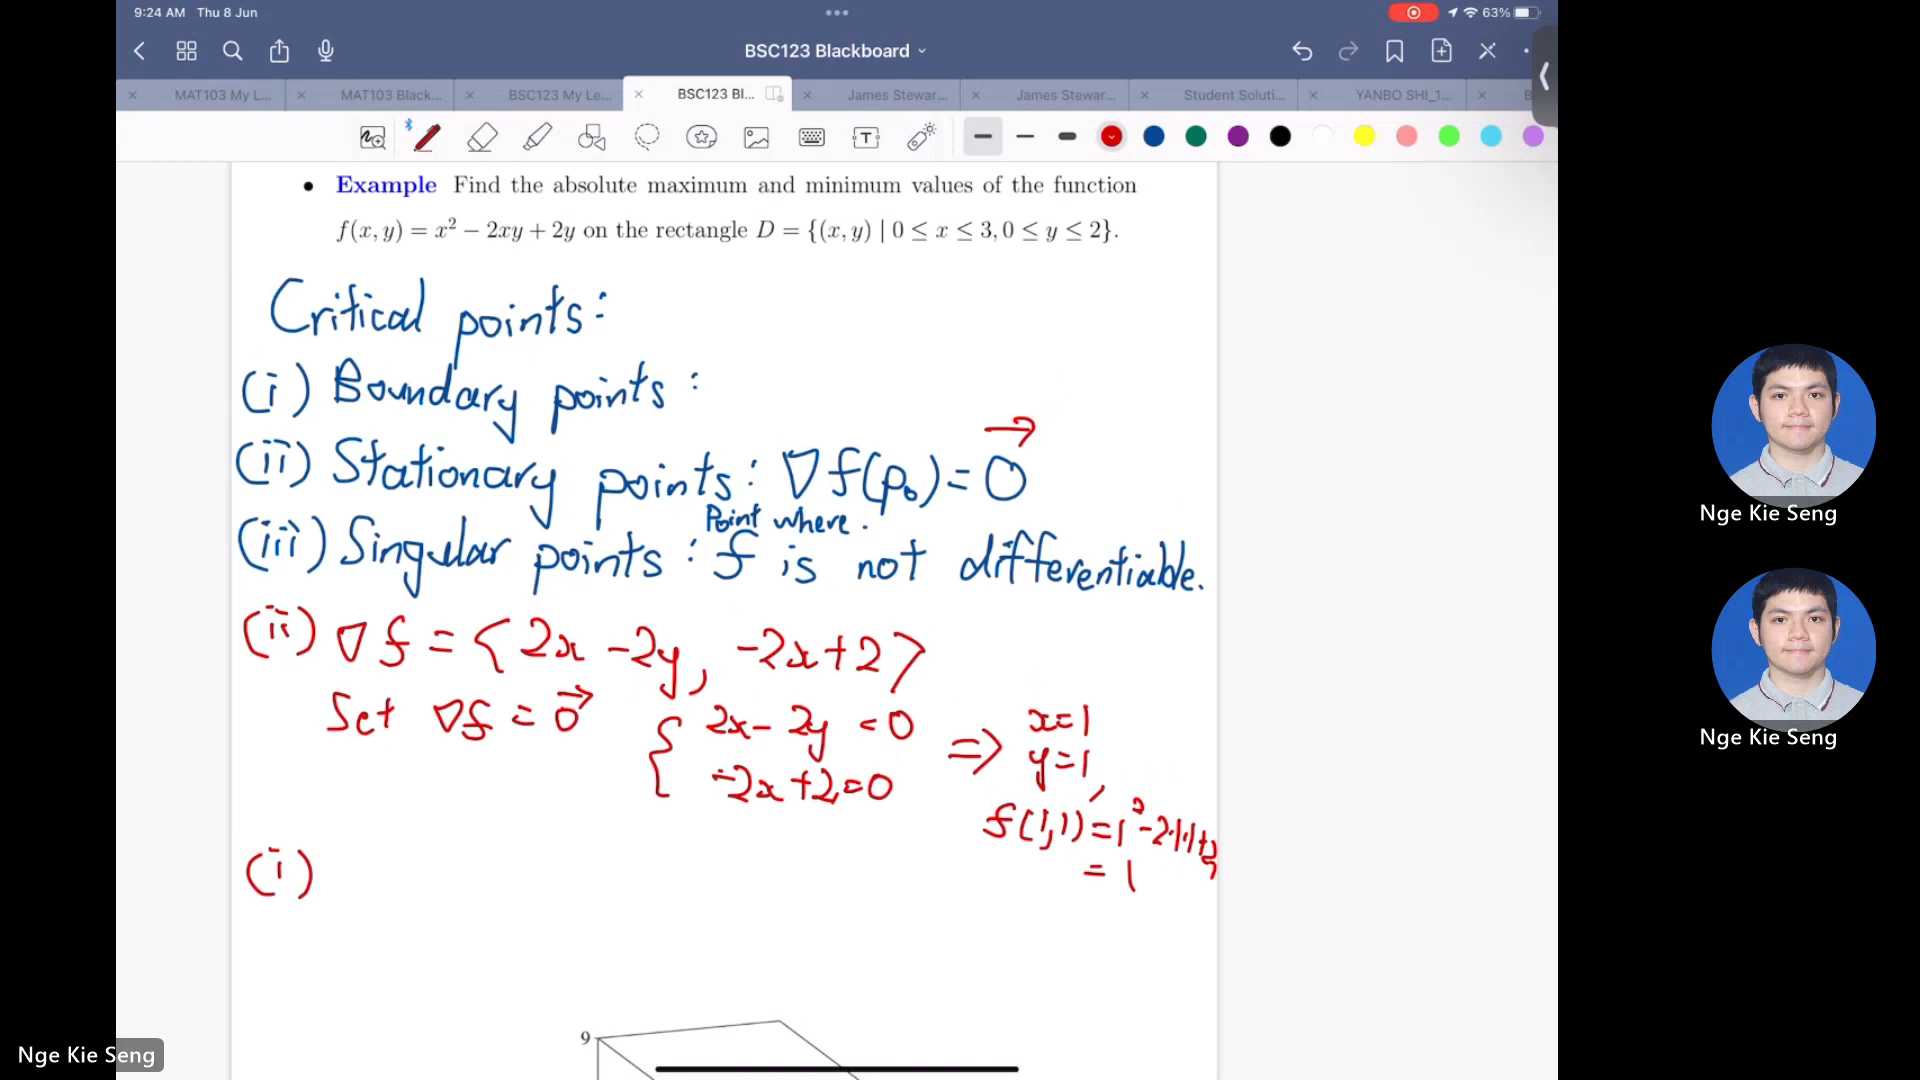 9:24 AM Thu 8 Jun
63%
BSC123 Blackboard
MAT103 My L...
MAT103 Black...
BSC123 My Le...
BSC123 Bl...
James Stewar...
James Stewar...
Student Soluti...
YANBO SHI_1...
B
T
• Example Find the absolute maximum and minimum values of the function
f(x, y) = x² − 2xy + 2y on the rectangle D = {(x, y) | 0 ≤ x ≤ 3, 0 ≤ y ≤ 2}.
Critical points:
(i) Boundary points:
(ii) Stationary points: ∇f(p₀) = 0⃗
Point where.
(iii) Singular points: f is not differentiable.
(ii) ∇f = ⟨2x − 2y, −2x+2⟩
Set ∇f = 0⃗ { 2x − 2y = 0 ⇒ x=1
−2x + 2 = 0 y=1,
f(1,1) = 1² − 2·1·1 + 2
= 1
(i)
9
Nge Kie Seng
Nge Kie Seng
Nge Kie Seng